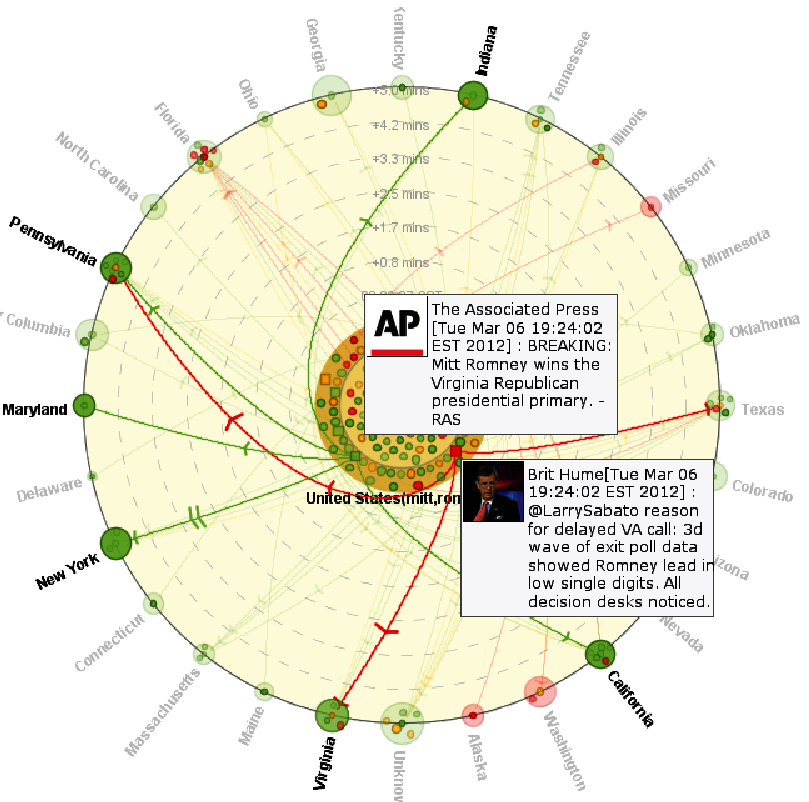 Kentucky
Indiana
Georgia
Tennessee
Ohio
Illinois
Florida
Missouri
North Carolina
Minnesota
Pennsylvania
Columbia
Oklahoma
Maryland
Texas
Delaware
Colorado
New York
Connecticut
Nevada
Massachusetts
California
Maine
Washington
Virginia
Alaska
+5.0 mins
+4.2 mins
+3.3 mins
+2.5 mins
+1.7 mins
+0.8 mins
AP
The Associated Press
[Tue Mar 06 19:24:02
EST 2012] : BREAKING:
Mitt Romney wins the
Virginia Republican
presidential primary. -
RAS
United States(mitt,rom
Brit Hume[Tue Mar 06
19:24:02 EST 2012] :
@LarrySabato reason
for delayed VA call: 3d
wave of exit poll data
showed Romney lead in
low single digits. All
decision desks noticed.